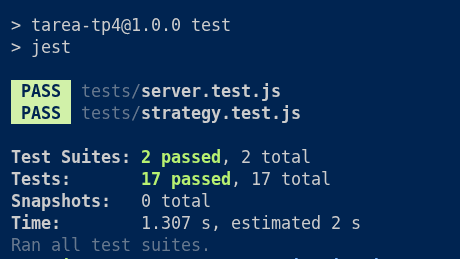 > tarea-tp4@1.0.0 test
> jest
PASS tests/server.test.js
PASS tests/strategy.test.js
Test Suites: 2 passed, 2 total
Tests: 17 passed, 17 total
Snapshots: 0 total
Time: 1.307 s, estimated 2 s
Ran all test suites.